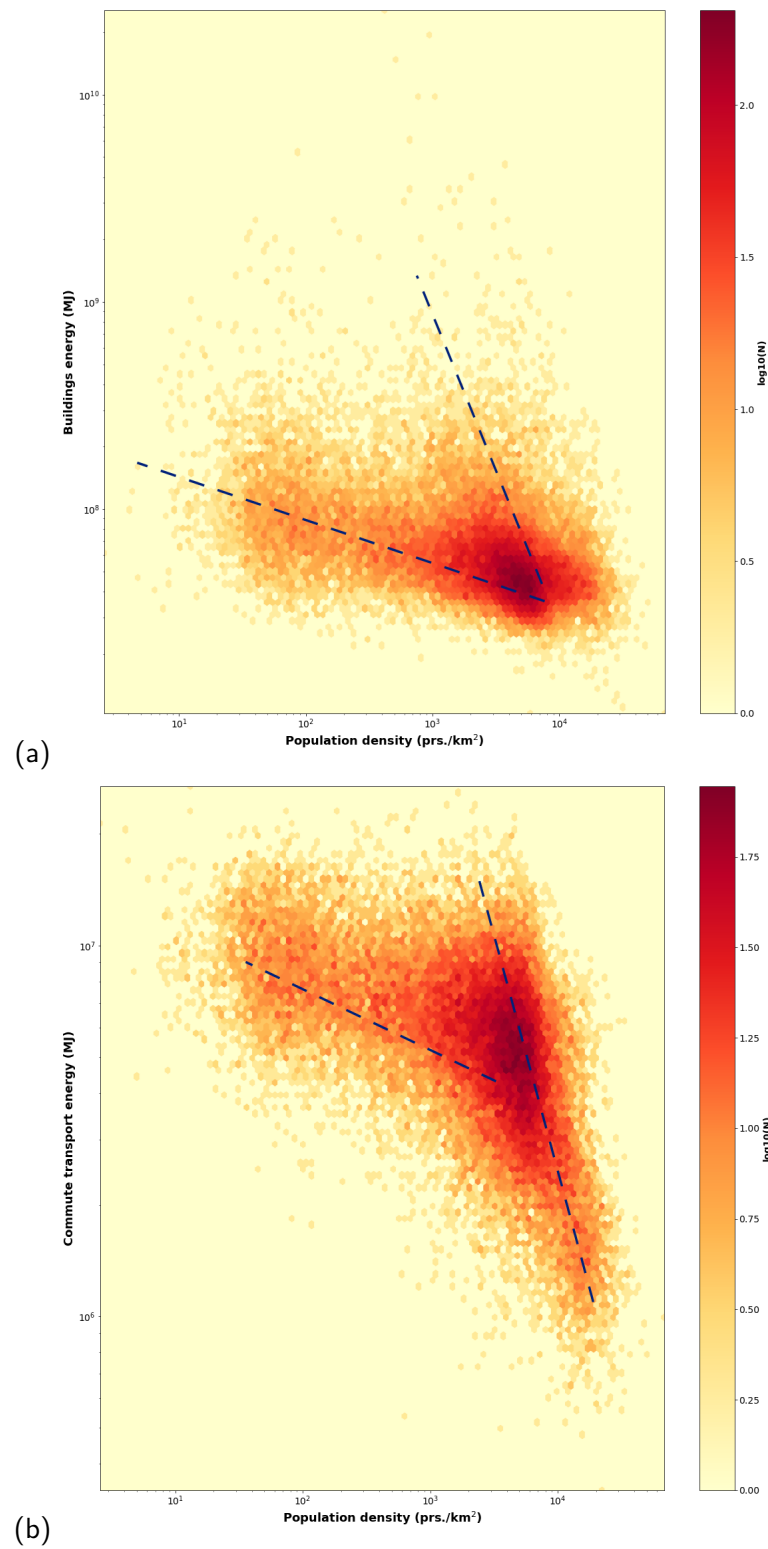 10¹⁰
10⁹
10⁸
Buildings energy (MJ)
10¹ 10² 10³ 10⁴
Population density (prs./km²)
2.0
1.5
1.0
0.5
0.0
log10(N)
(a)
10⁷
10⁶
Commute transport energy (MJ)
10¹ 10² 10³ 10⁴
Population density (prs./km²)
1.75
1.50
1.25
1.00
0.75
0.50
0.25
0.00
log10(N)
(b)